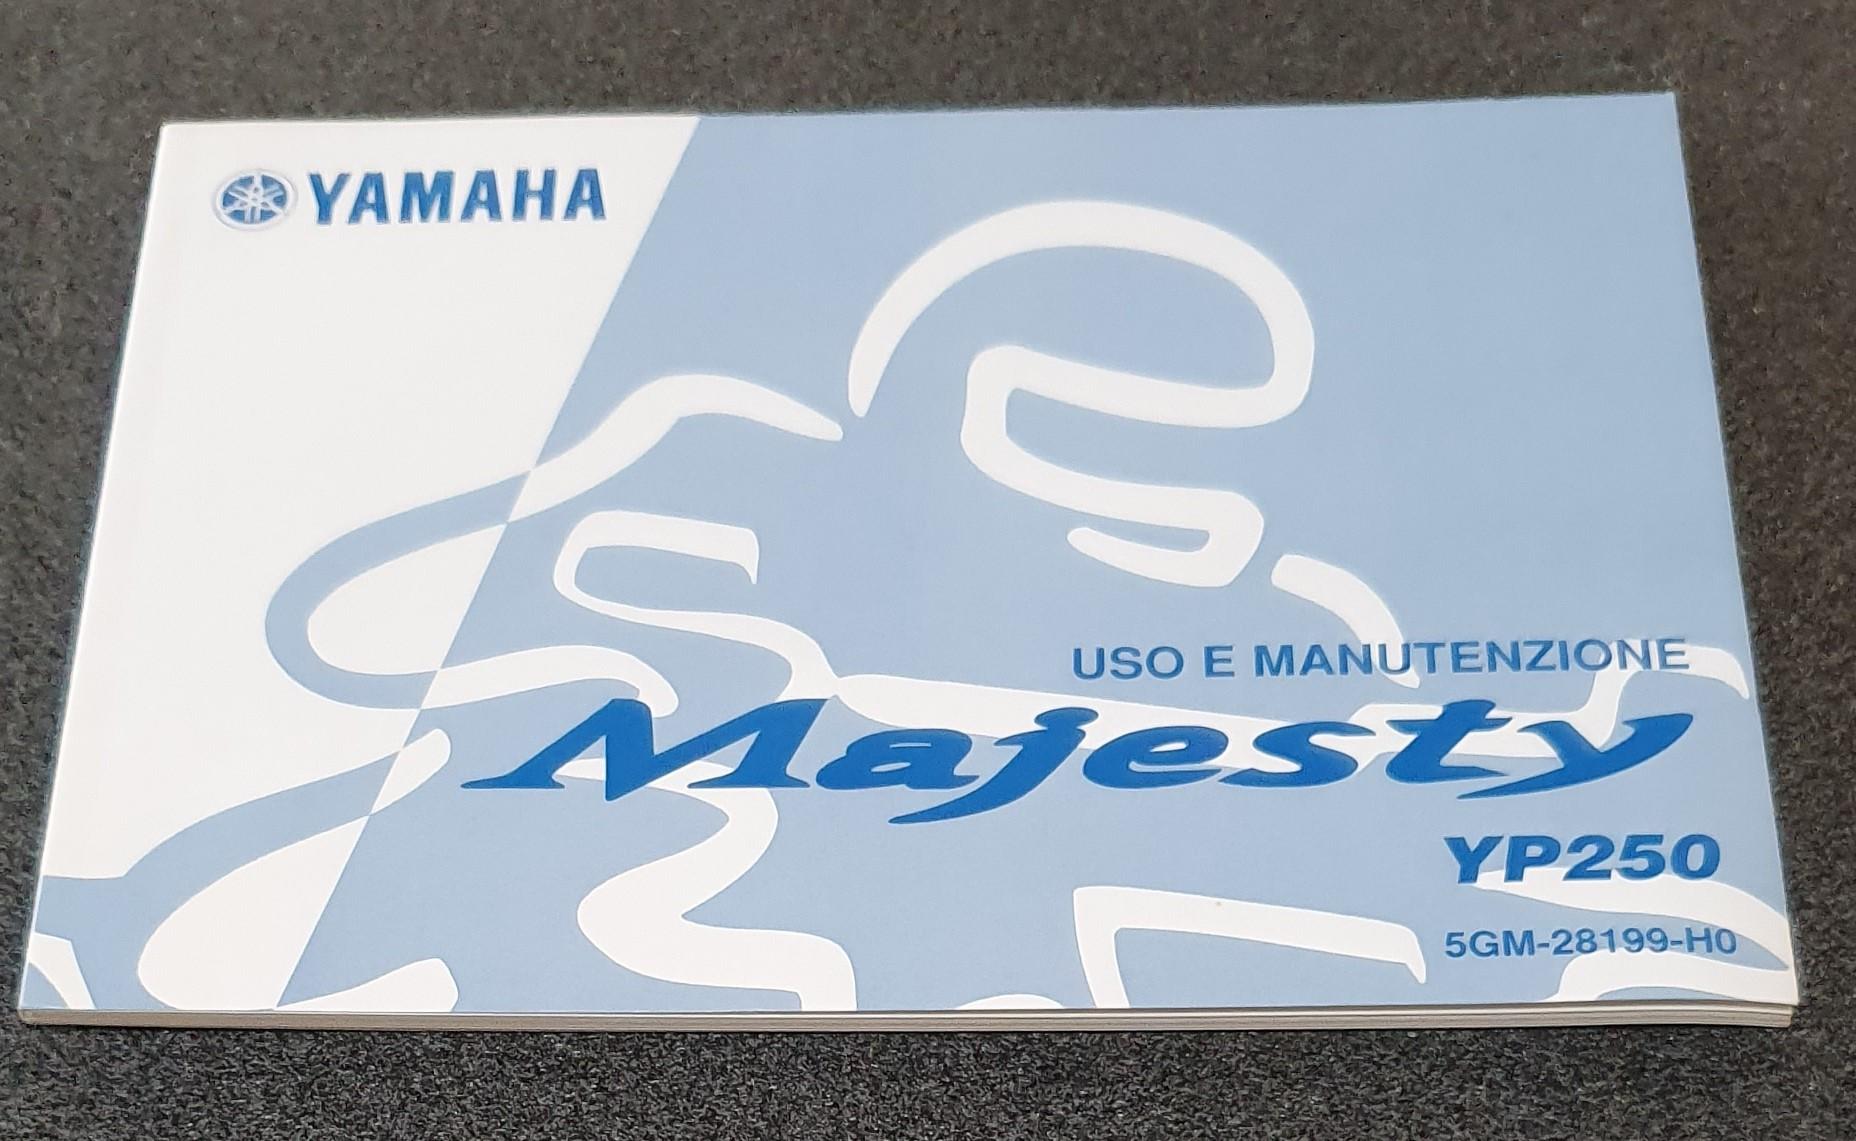 YAMAHA
USO E MANUTENZIONE
Majesty
YP250
5GM-28199-H0